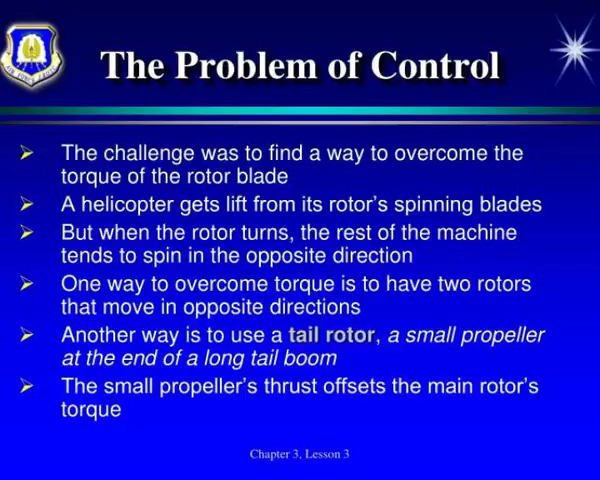 The Problem of Control
The challenge was to find a way to overcome the
torque of the rotor blade
A helicopter gets lift from its rotor’s spinning blades
But when the rotor turns, the rest of the machine
tends to spin in the opposite direction
One way to overcome torque is to have two rotors
that move in opposite directions
Another way is to use a tail rotor, a small propeller
at the end of a long tail boom
The small propeller’s thrust offsets the main rotor’s
torque
Chapter 3, Lesson 3